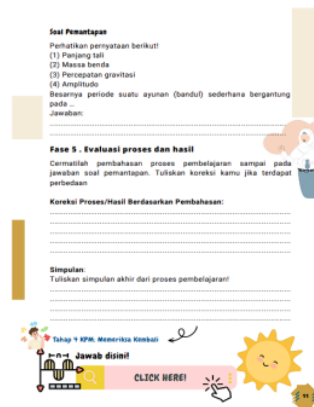 Soal Pemantapan
Perhatikan pernyataan berikut!
(1) Panjang tali
(2) Massa benda
(3) Percepatan gravitasi
(4) Amplitudo
Besarnya periode suatu ayunan (bandul) sederhana bergantung
pada ..
Jawaban:
Fase 5 . Evaluasi proses dan hasil
Cermatilah pembahasan proses pembelajaran sampai pada
jawaban soal pemantapan. Tuliskan koreksi kamu jika terdapat
perbedaan
Koreksi Proses/Hasil Berdasarkan Pembahasan:
Simpulan:
Tuliskan simpulan akhir dari proses pembelajaran!
Tahap 4 KPM: Memeriksa Kembali
Jawab disini!
CLICK HERE!
11